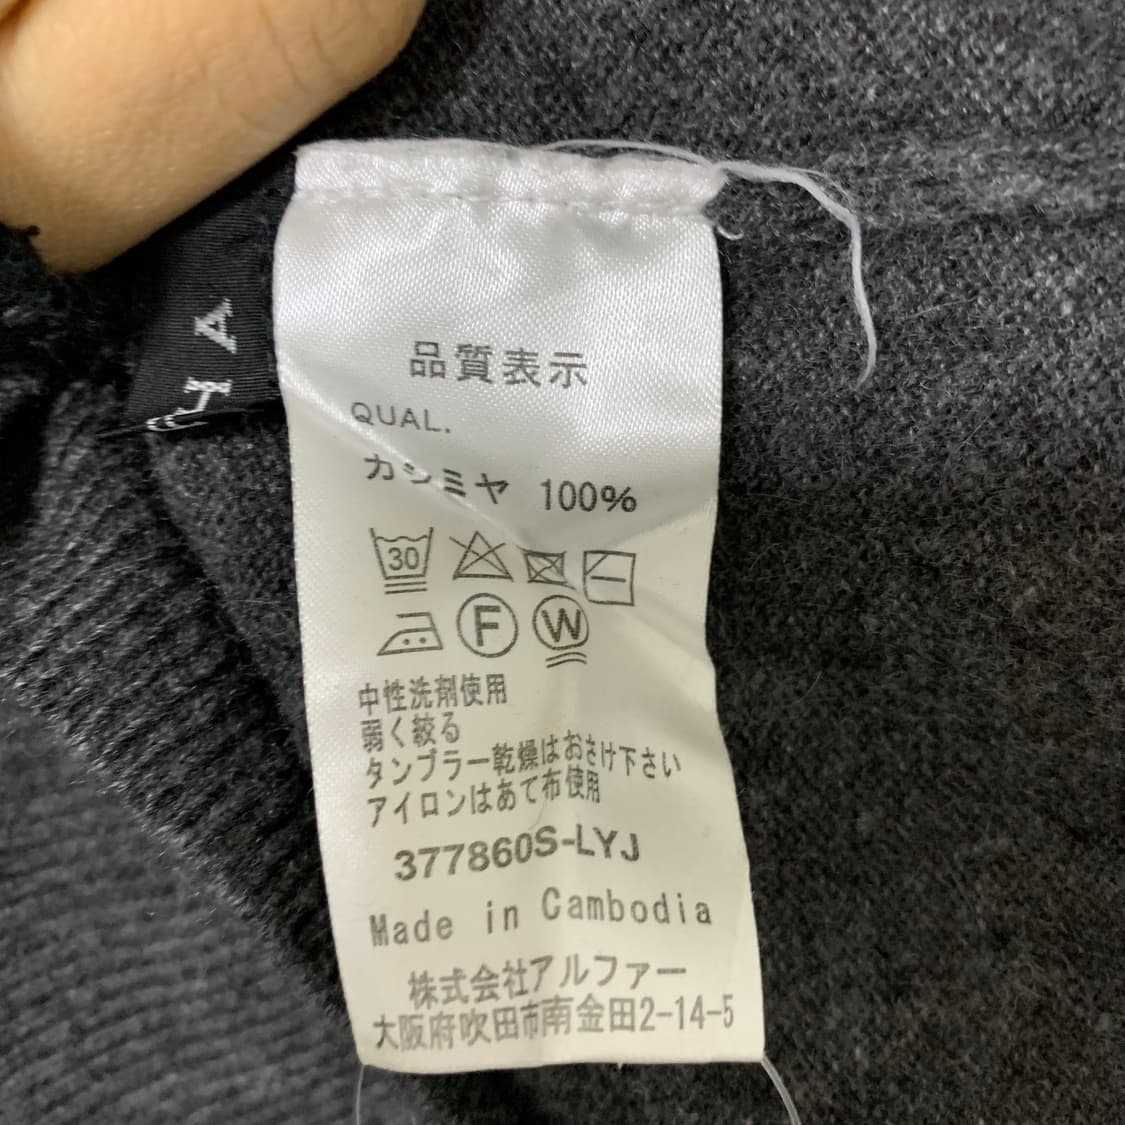 品質表示
QUAL.
カシミヤ 100%
30
F W
中性洗剤使用
弱く絞る
タンブラー乾燥はおさけ下さい
アイロンはあて布使用
377860S-LYJ
Made in Cambodia
株式会社アルファー
大阪府吹田市南金田2-14-5